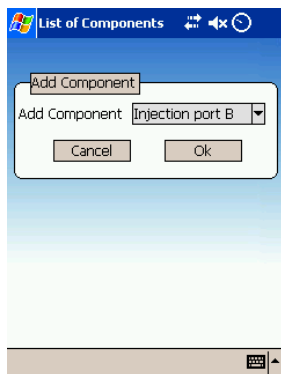 List of Components
Add Component
Add Component Injection port B
Cancel Ok